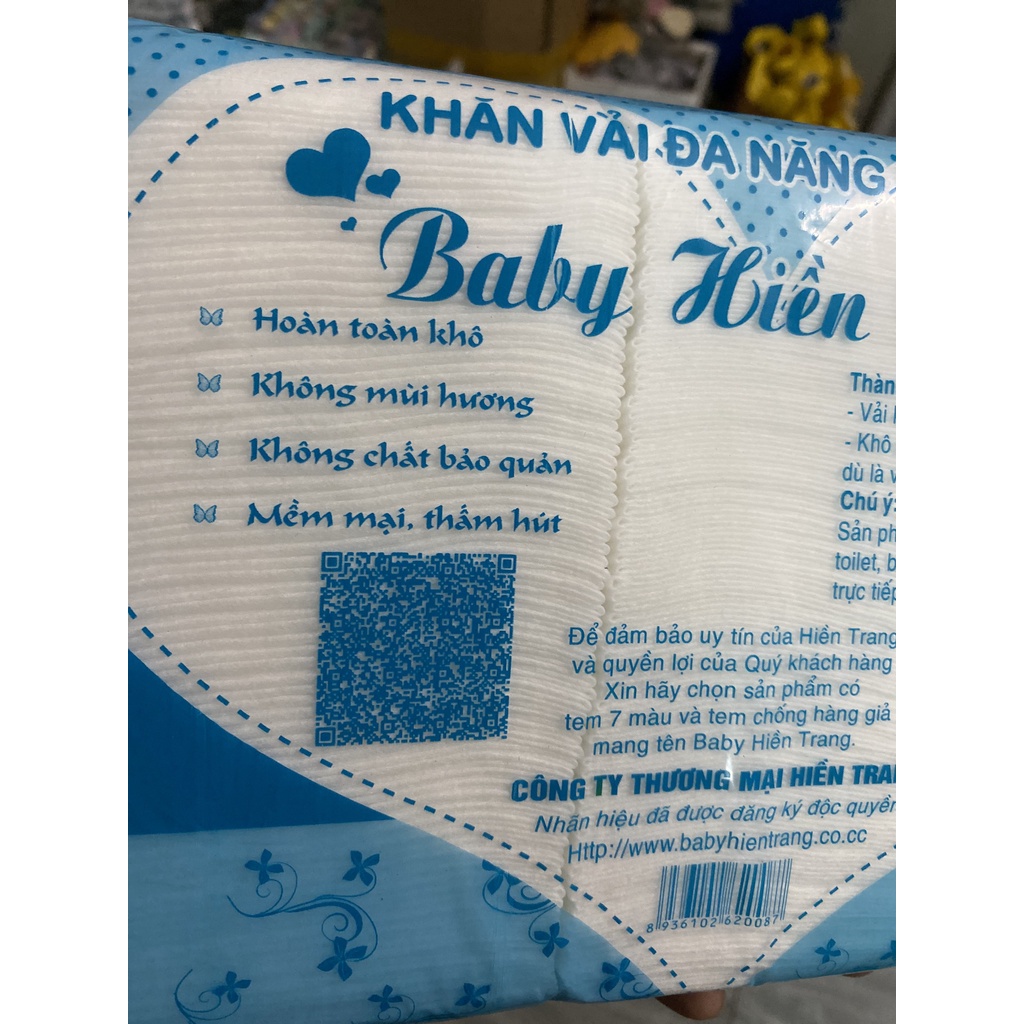 KHĂN VẢI ĐA NĂNG
Baby Hiền
Hoàn toàn khô
Không mùi hương
Không chất bảo quản
Mềm mại, thấm hút
Thàn
- Vải
- Khô
dù là v
Chú ý:
Sản ph
toilet, b
trực tiếp
Để đảm bảo uy tín của Hiền Trang
và quyền lợi của Quý khách hàng
Xin hãy chọn sản phẩm có
tem 7 màu và tem chống hàng giả
mang tên Baby Hiền Trang.
CÔNG TY THƯƠNG MẠI HIỀN TRA
Nhãn hiệu đã được đăng ký độc quyền
Http://www.babyhientrang.co.cc
8936102620087